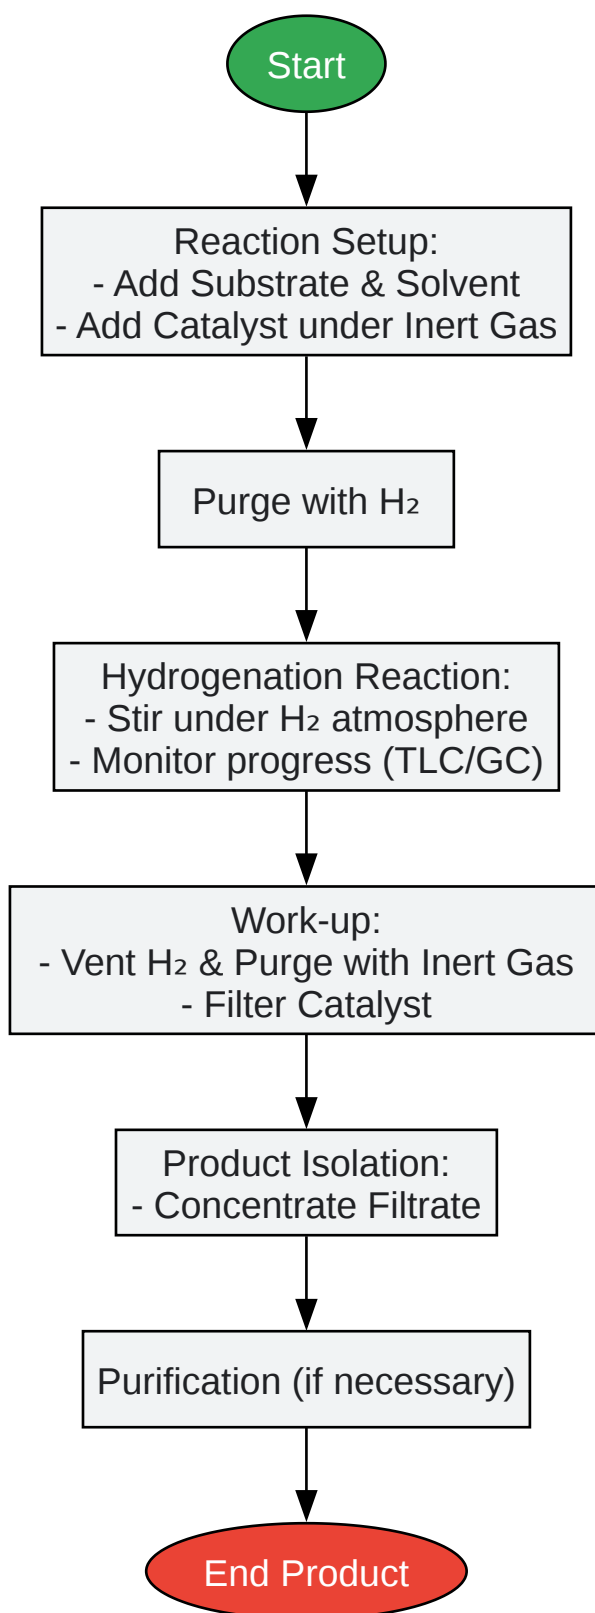 Start
Reaction Setup:
- Add Substrate & Solvent
- Add Catalyst under Inert Gas
Purge with H₂
Hydrogenation Reaction:
- Stir under H₂ atmosphere
- Monitor progress (TLC/GC)
Work-up:
- Vent H₂ & Purge with Inert Gas
- Filter Catalyst
Product Isolation:
- Concentrate Filtrate
Purification (if necessary)
End Product